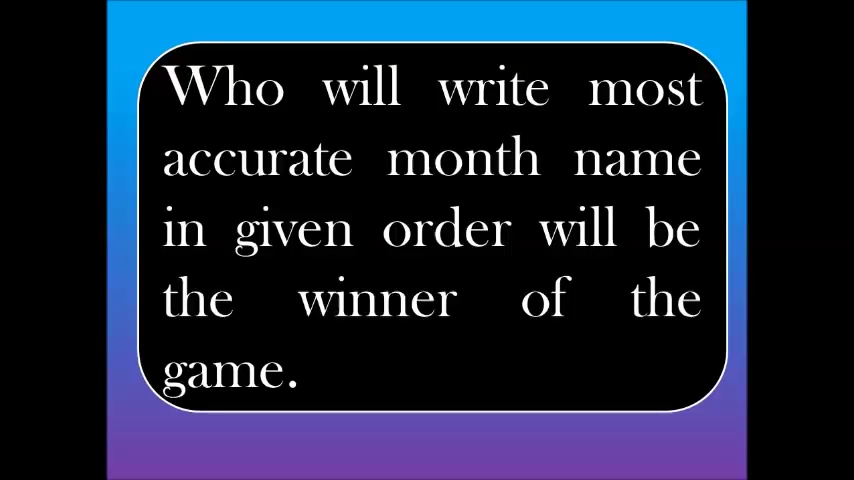 Who will write most
accurate month name
in given order will be
the winner of the
game.